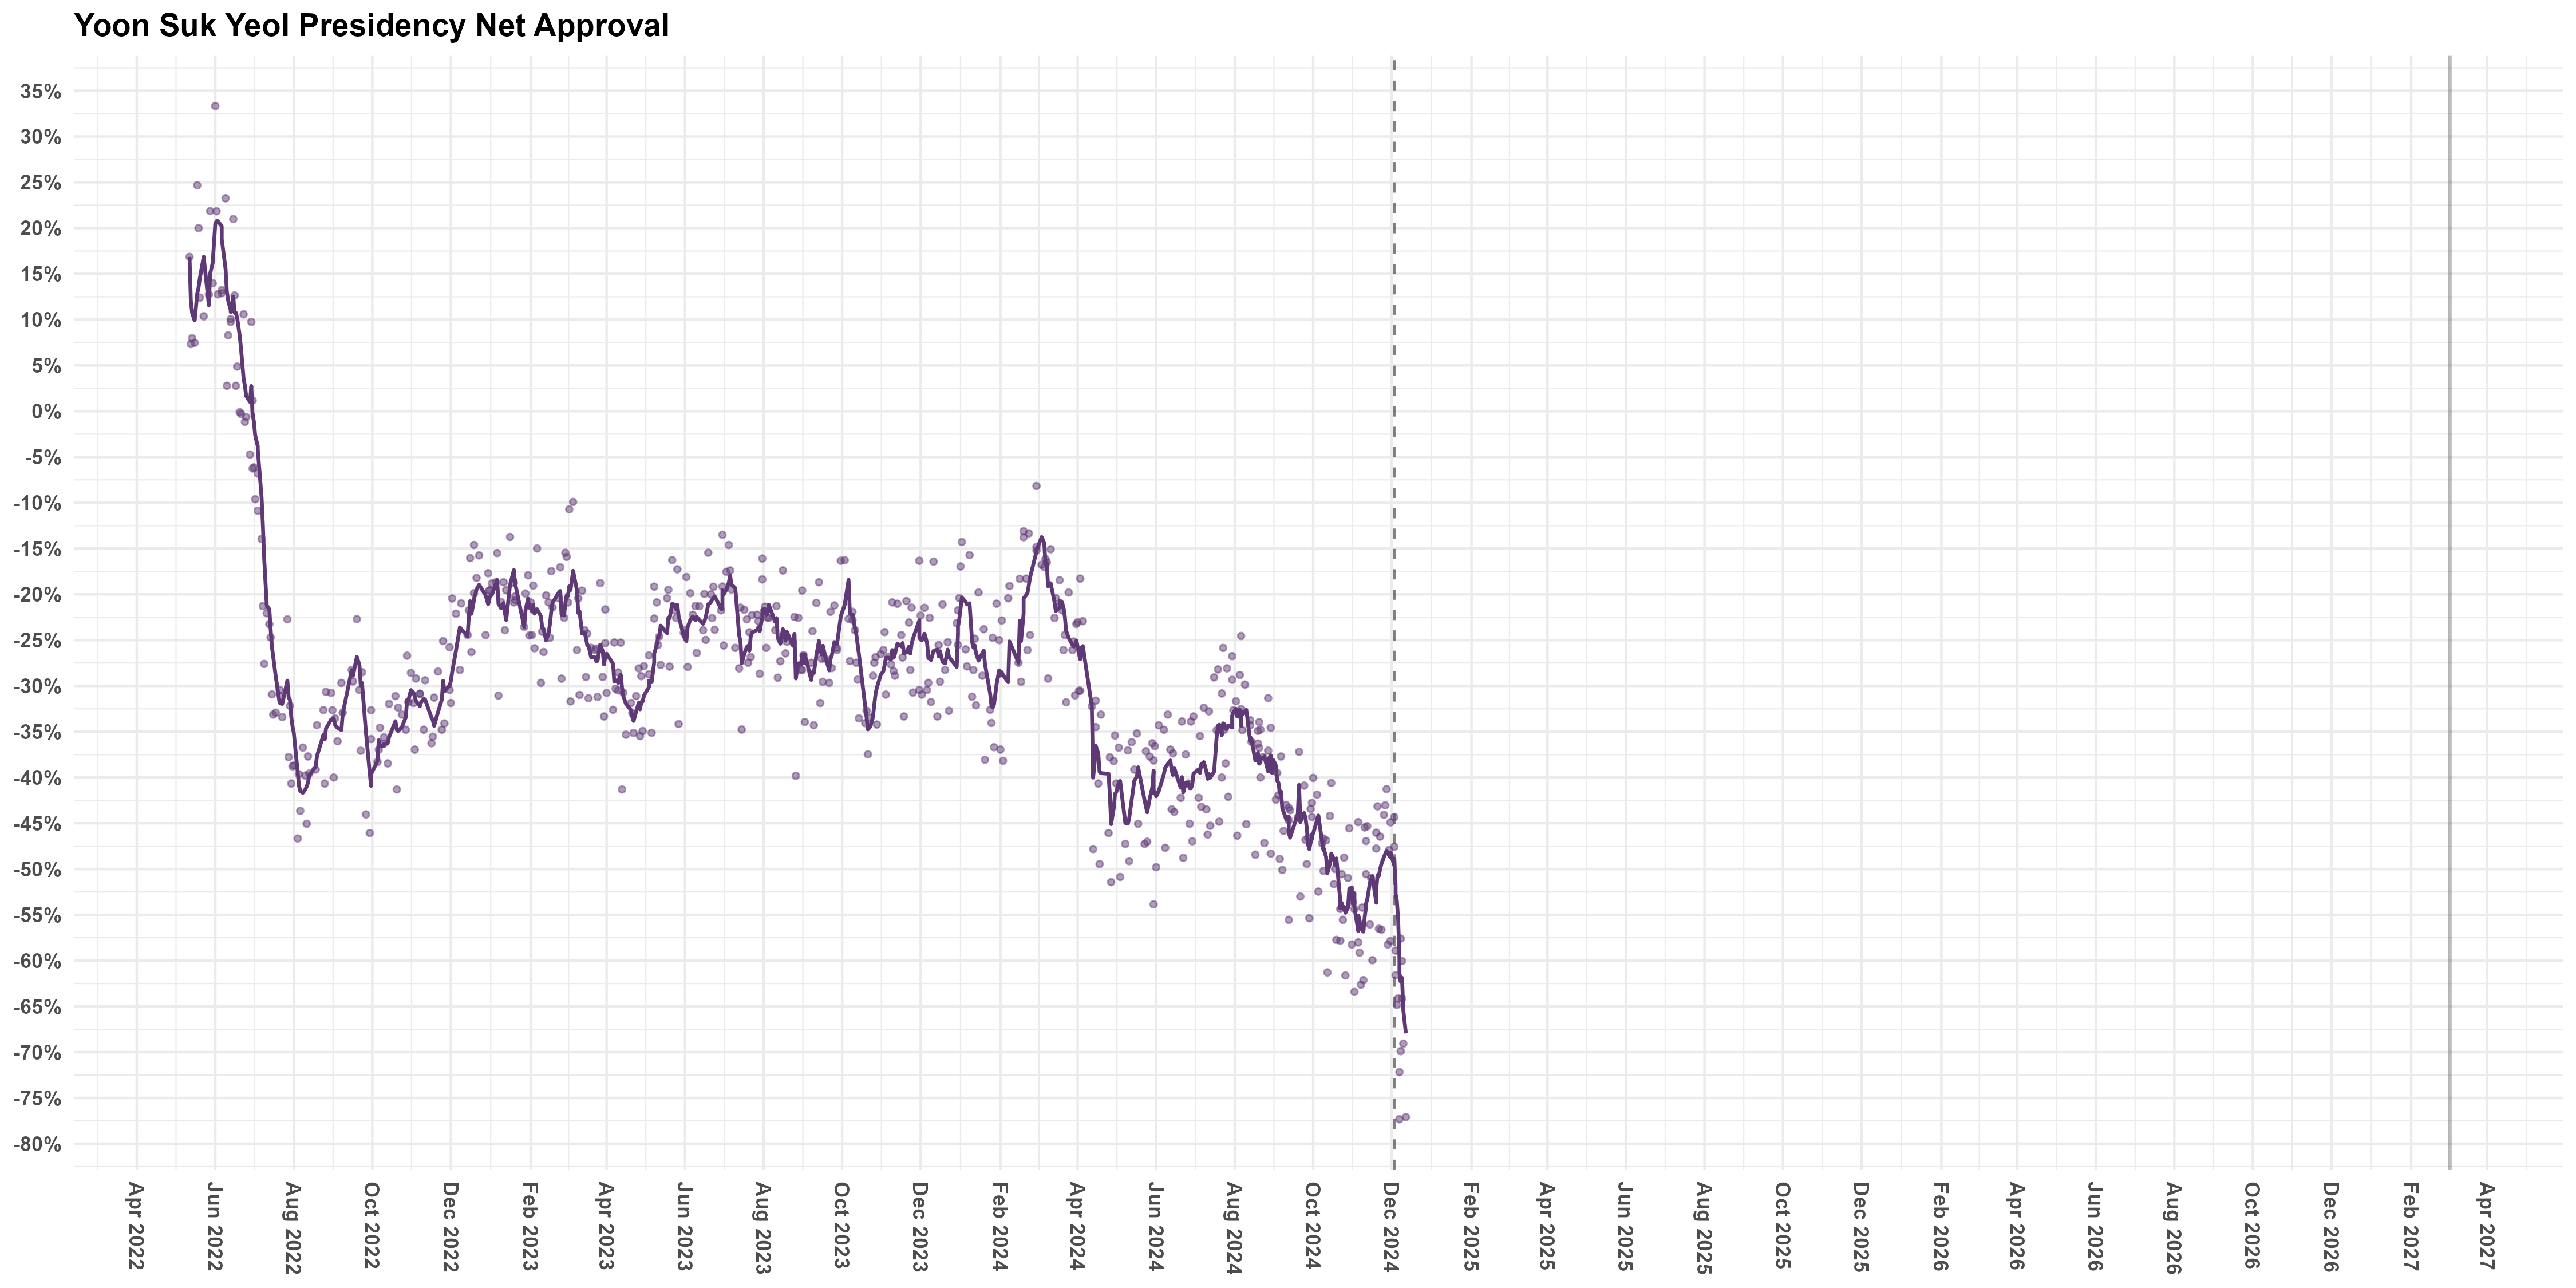 Yoon Suk Yeol Presidency Net Approval
35%
30%
25%
20%
15%
10%
5%
0%
-5%
-10%
-15%
-20%
-25%
-30%
-35%
-40%
-45%
-50%
-55%
-60%
-65%
-70%
-75%
-80%
Apr 2022
Jun 2022
Aug 2022
Oct 2022
Dec 2022
Feb 2023
Apr 2023
Jun 2023
Aug 2023
Oct 2023
Dec 2023
Feb 2024
Apr 2024
Jun 2024
Aug 2024
Oct 2024
Dec 2024
Feb 2025
Apr 2025
Jun 2025
Aug 2025
Oct 2025
Dec 2025
Feb 2026
Apr 2026
Jun 2026
Aug 2026
Oct 2026
Dec 2026
Feb 2027
Apr 2027